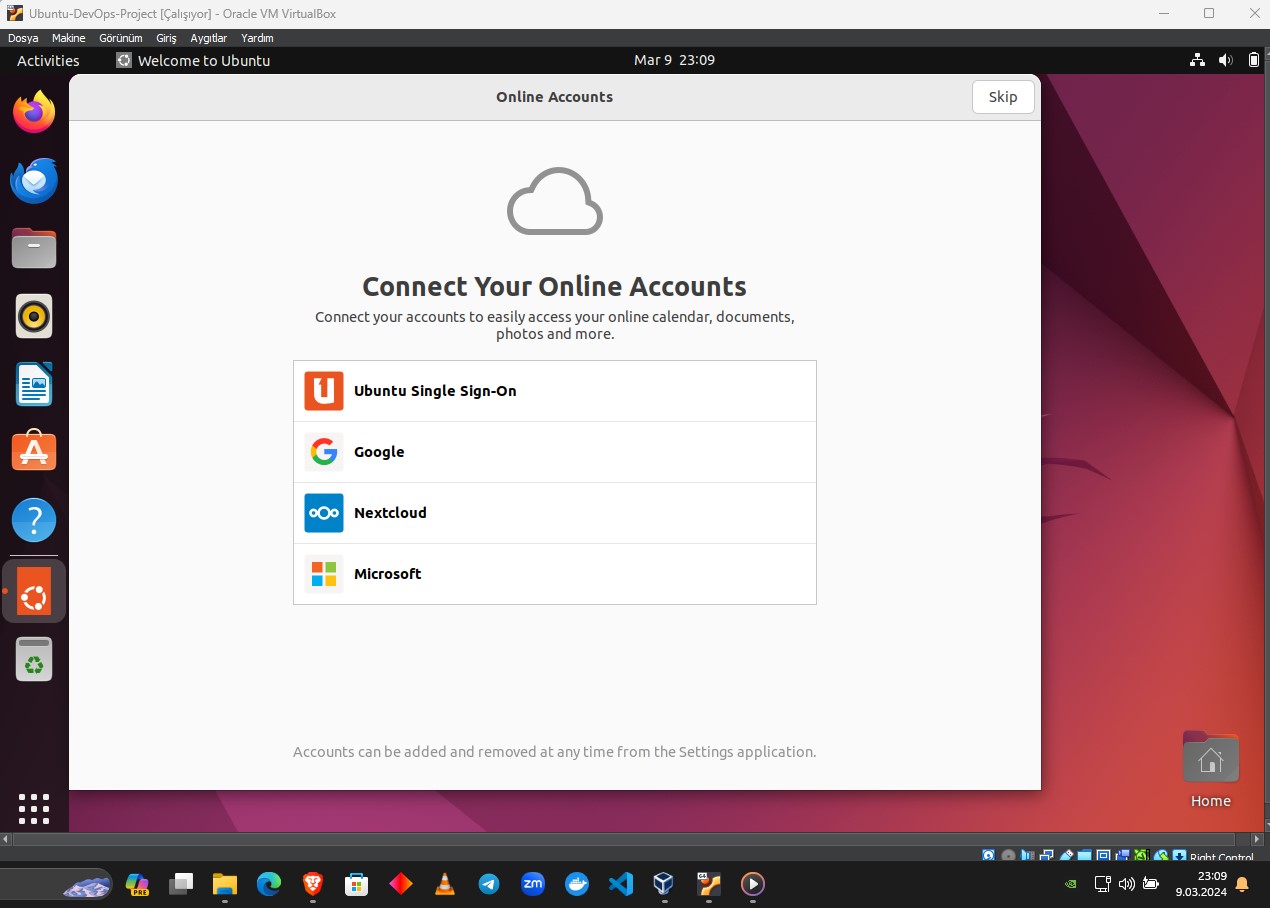 Ubuntu-DevOps-Project [Çalışıyor] - Oracle VM VirtualBox
Dosya Makine Görünüm Giriş Aygıtlar Yardım
Activities Welcome to Ubuntu Mar 9 23:09
Online Accounts Skip
Connect Your Online Accounts
Connect your accounts to easily access your online calendar, documents,
photos and more.
Ubuntu Single Sign-On
Google
Nextcloud
Microsoft
Accounts can be added and removed at any time from the Settings application.
Home
Right Control
PRE
zm
23:09
9.03.2024